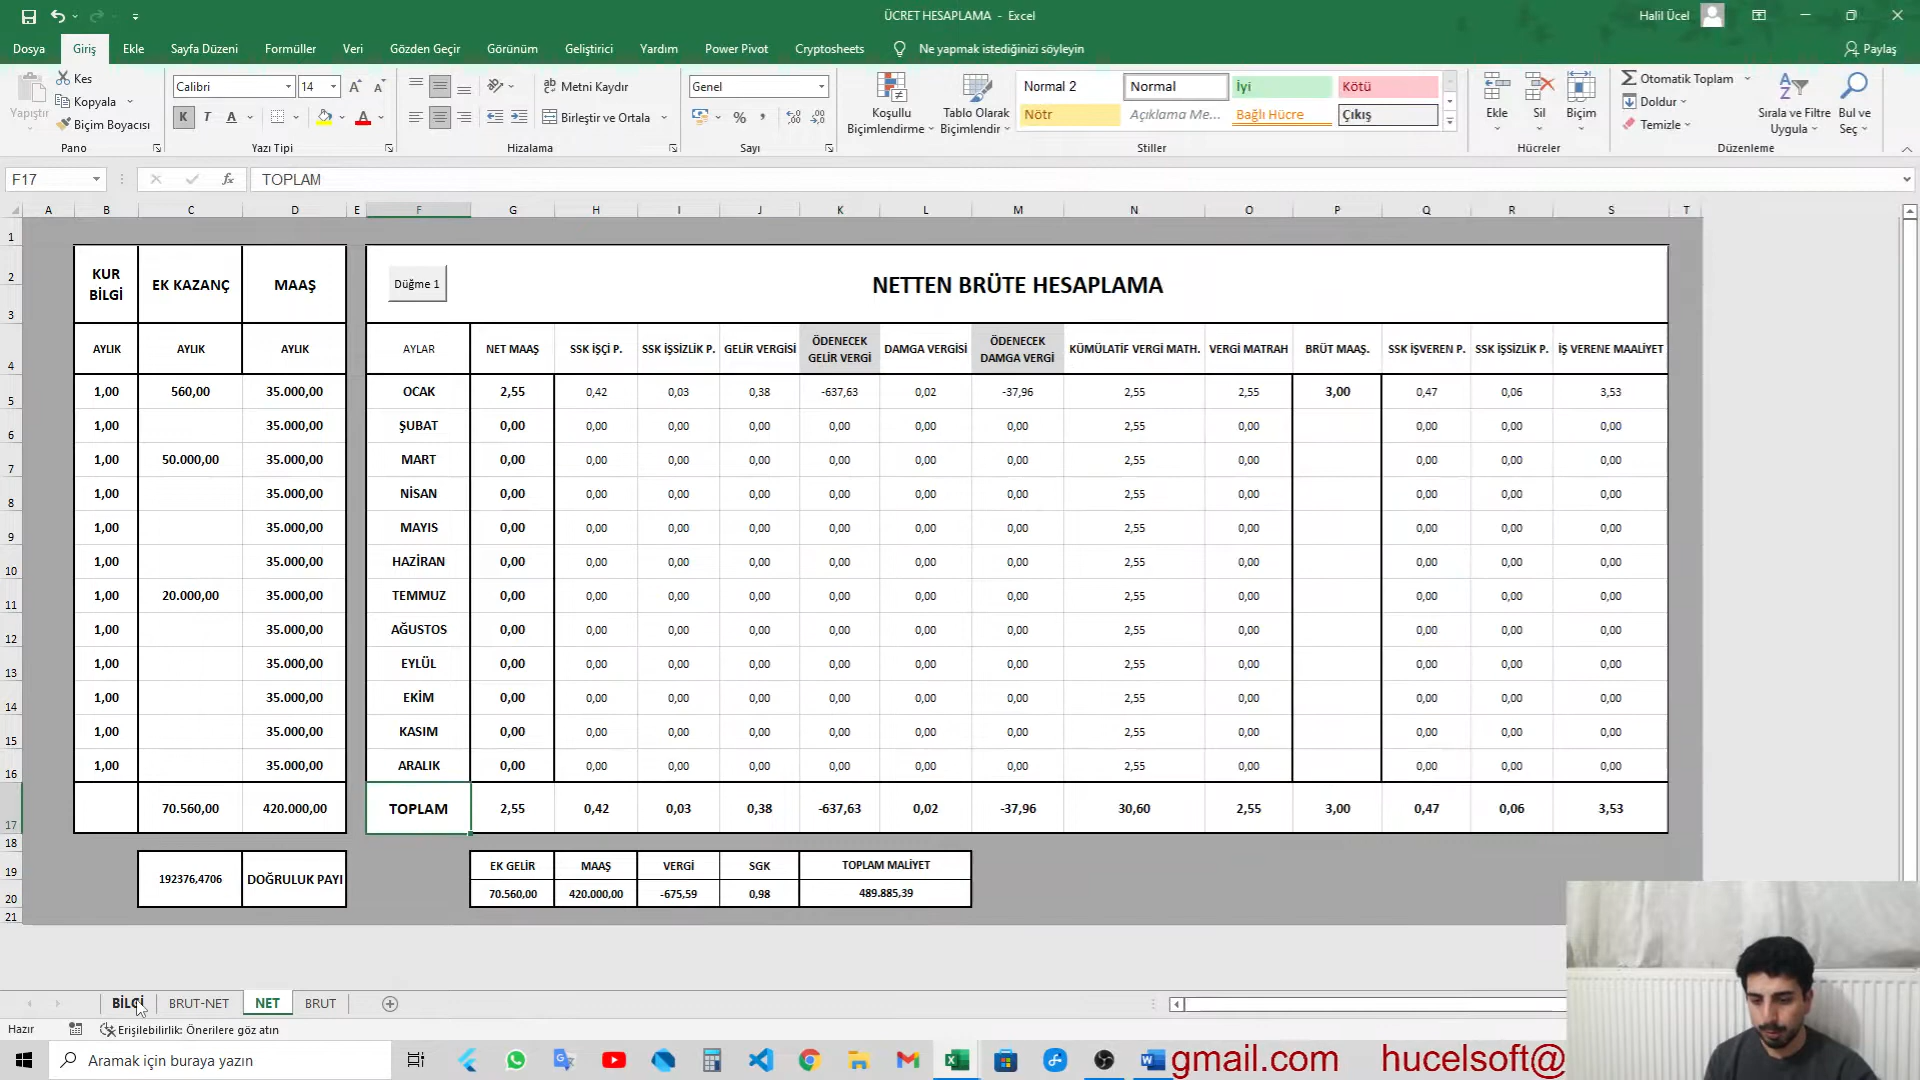 ÜCRET HESAPLAMA - Excel
Halil Ücel
Dosya Giriş Ekle Sayfa Düzeni Formüller Veri Gözden Geçir Görünüm Geliştirici Yardım Power Pivot Cryptosheets Ne yapmak istediğinizi söyleyin Paylaş
Yapıştır
Kes
Kopyala
Biçim Boyacısı
Pano
Calibri 14
K T A
Yazı Tipi
Metni Kaydır
Birleştir ve Ortala
Hizalama
Genel
Sayı
Koşullu Biçimlendirme
Tablo Olarak Biçimlendir
Normal 2 Normal İyi Kötü
Nötr Açıklama Me... Bağlı Hücre Çıkış
Stiller
Ekle Sil Biçim
Hücreler
Otomatik Toplam
Doldur
Temizle
Sırala ve Filtre Uygula
Bul ve Seç
Düzenleme
F17 fx TOPLAM
A B C D E F G H I J K L M N O P Q R S T
1
2
3
KUR BİLGİ EK KAZANÇ MAAŞ Düğme 1 NETTEN BRÜTE HESAPLAMA
4 AYLIK AYLIK AYLIK AYLAR NET MAAŞ SSK İŞÇİ P. SSK İŞSİZLİK P. GELİR VERGİSİ ÖDENECEK GELİR VERGİ DAMGA VERGİSİ ÖDENECEK DAMGA VERGİ KÜMÜLATİF VERGİ MATH. VERGİ MATRAH BRÜT MAAŞ. SSK İŞVEREN P. SSK İŞSİZLİK P. İŞ VERENE MAALİYET
5 1,00 560,00 35.000,00 OCAK 2,55 0,42 0,03 0,38 -637,63 0,02 -37,96 2,55 2,55 3,00 0,47 0,06 3,53
6 1,00 35.000,00 ŞUBAT 0,00 0,00 0,00 0,00 0,00 0,00 0,00 2,55 0,00 0,00 0,00 0,00
7 1,00 50.000,00 35.000,00 MART 0,00 0,00 0,00 0,00 0,00 0,00 0,00 2,55 0,00 0,00 0,00 0,00
8 1,00 35.000,00 NİSAN 0,00 0,00 0,00 0,00 0,00 0,00 0,00 2,55 0,00 0,00 0,00 0,00
9 1,00 35.000,00 MAYIS 0,00 0,00 0,00 0,00 0,00 0,00 0,00 2,55 0,00 0,00 0,00 0,00
10 1,00 35.000,00 HAZİRAN 0,00 0,00 0,00 0,00 0,00 0,00 0,00 2,55 0,00 0,00 0,00 0,00
11 1,00 20.000,00 35.000,00 TEMMUZ 0,00 0,00 0,00 0,00 0,00 0,00 0,00 2,55 0,00 0,00 0,00 0,00
12 1,00 35.000,00 AĞUSTOS 0,00 0,00 0,00 0,00 0,00 0,00 0,00 2,55 0,00 0,00 0,00 0,00
13 1,00 35.000,00 EYLÜL 0,00 0,00 0,00 0,00 0,00 0,00 0,00 2,55 0,00 0,00 0,00 0,00
14 1,00 35.000,00 EKİM 0,00 0,00 0,00 0,00 0,00 0,00 0,00 2,55 0,00 0,00 0,00 0,00
15 1,00 35.000,00 KASIM 0,00 0,00 0,00 0,00 0,00 0,00 0,00 2,55 0,00 0,00 0,00 0,00
16 1,00 35.000,00 ARALIK 0,00 0,00 0,00 0,00 0,00 0,00 0,00 2,55 0,00 0,00 0,00 0,00
17 70.560,00 420.000,00 TOPLAM 2,55 0,42 0,03 0,38 -637,63 0,02 -37,96 30,60 2,55 3,00 0,47 0,06 3,53
18
19 192376,4706 DOĞRULUK PAYI EK GELİR MAAŞ VERGİ SGK TOPLAM MALİYET
20 70.560,00 420.000,00 -675,59 0,98 489.885,39
21
BİLGİ BRUT-NET NET BRUT
Hazır Erişilebilirlik: Önerilere göz atın
Aramak için buraya yazın
gmail.com hucelsoft@